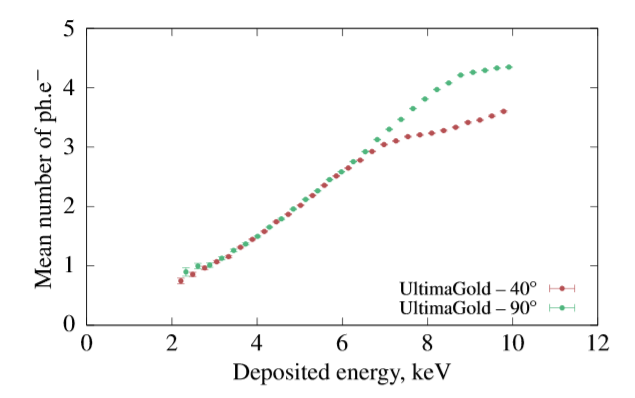 5
4
3
2
1
0
Mean number of ph.e⁻
UltimaGold – 40°
UltimaGold – 90°
0 2 4 6 8 10 12
Deposited energy, keV